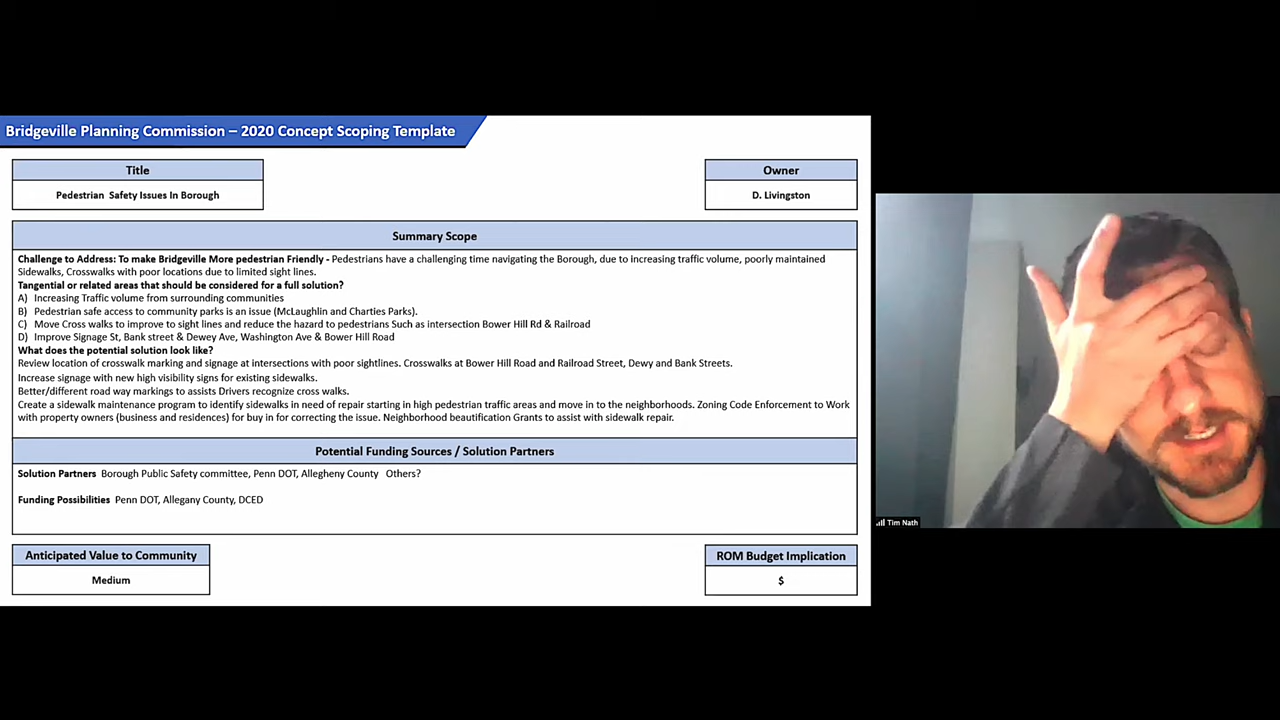 Bridgeville Planning Commission – 2020 Concept Scoping Template
Title
Owner
Pedestrian Safety Issues In Borough
D. Livingston
Summary Scope
Challenge to Address: To make Bridgeville More pedestrian Friendly - Pedestrians have a challenging time navigating the Borough, due to increasing traffic volume, poorly maintained
Sidewalks, Crosswalks with poor locations due to limited sight lines.
Tangential or related areas that should be considered for a full solution?
A) Increasing Traffic volume from surrounding communities
B) Pedestrian safe access to community parks is an issue (McLaughlin and Charties Parks).
C) Move Cross walks to improve to sight lines and reduce the hazard to pedestrians Such as intersection Bower Hill Rd & Railroad
D) Improve Signage St, Bank street & Dewey Ave, Washington Ave & Bower Hill Road
What does the potential solution look like?
Review location of crosswalk marking and signage at intersections with poor sightlines. Crosswalks at Bower Hill Road and Railroad Street, Dewy and Bank Streets.
Increase signage with new high visibility signs for existing sidewalks.
Better/different road way markings to assists Drivers recognize cross walks.
Create a sidewalk maintenance program to identify sidewalks in need of repair starting in high pedestrian traffic areas and move in to the neighborhoods. Zoning Code Enforcement to Work
with property owners (business and residences) for buy in for correcting the issue. Neighborhood beautification Grants to assist with sidewalk repair.
Potential Funding Sources / Solution Partners
Solution Partners Borough Public Safety committee, Penn DOT, Allegheny County Others?
Funding Possibilities Penn DOT, Allegany County, DCED
Anticipated Value to Community
ROM Budget Implication
Medium
$
Tim Nath